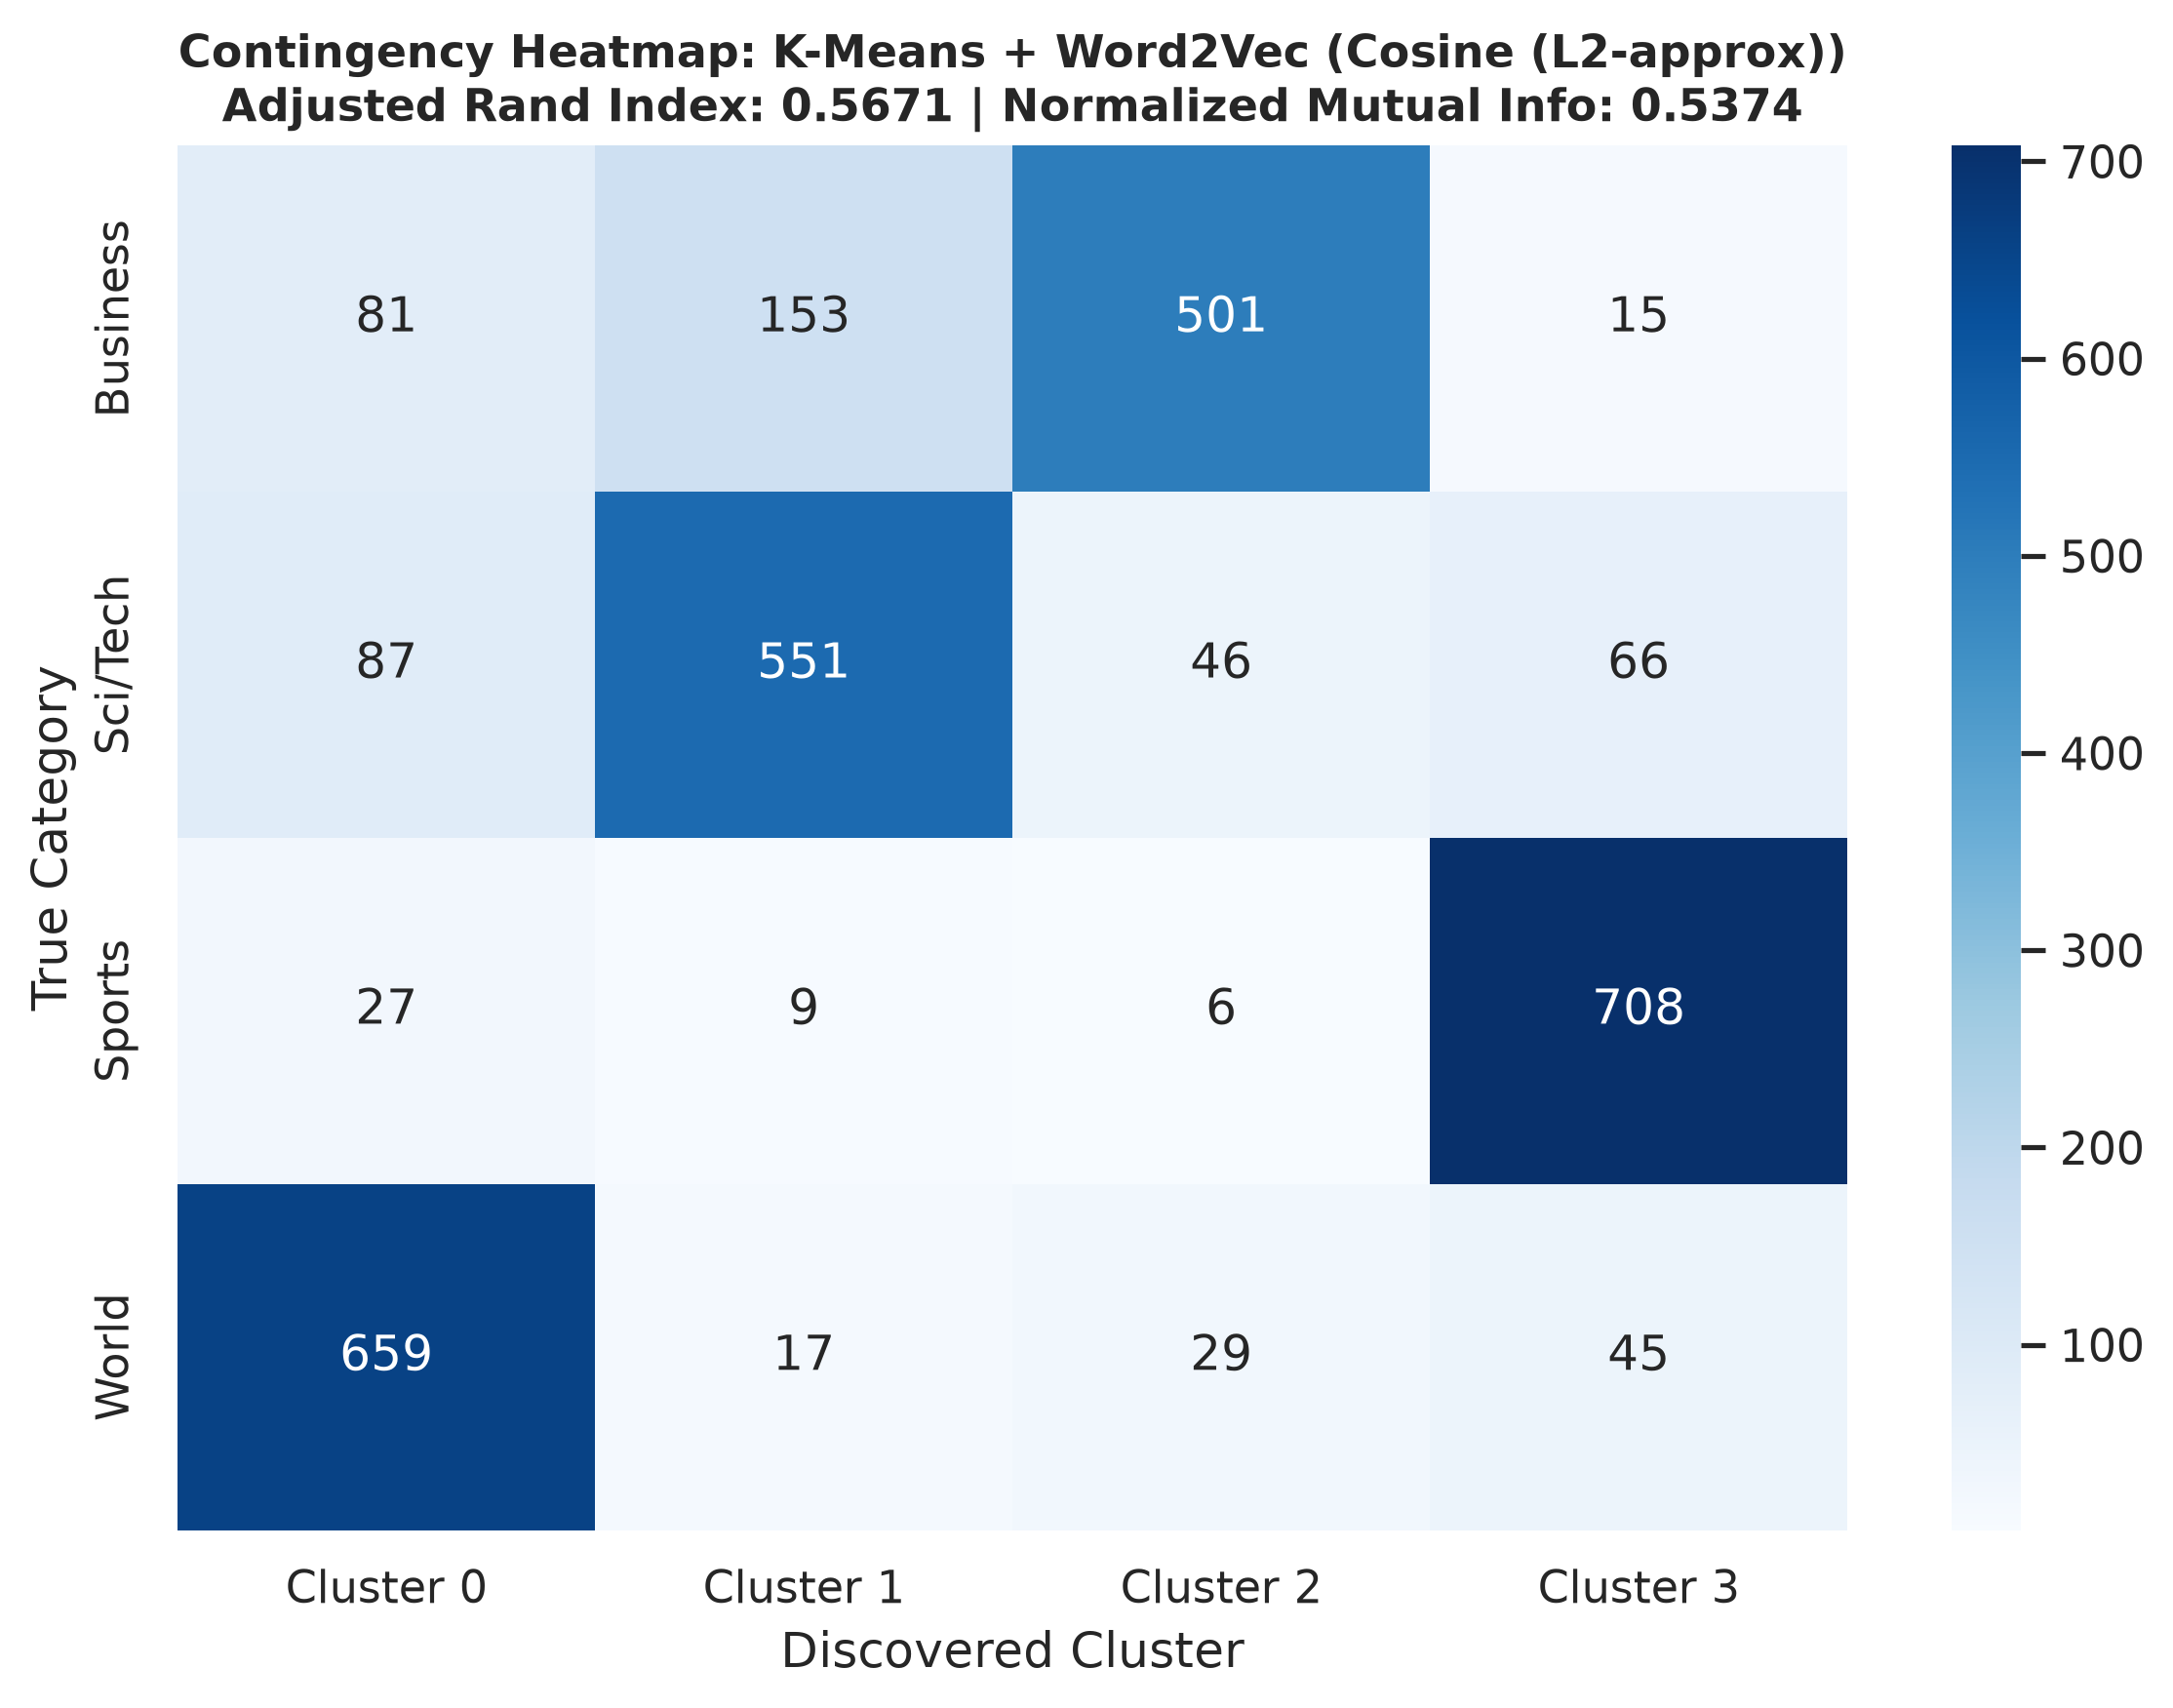 Contingency Heatmap: K-Means + Word2Vec (Cosine (L2-approx))
Adjusted Rand Index: 0.5671 | Normalized Mutual Info: 0.5374
True Category
Business
81
153
501
15
Sci/Tech
87
551
46
66
Sports
27
9
6
708
World
659
17
29
45
Cluster 0
Cluster 1
Cluster 2
Cluster 3
Discovered Cluster
700
600
500
400
300
200
100